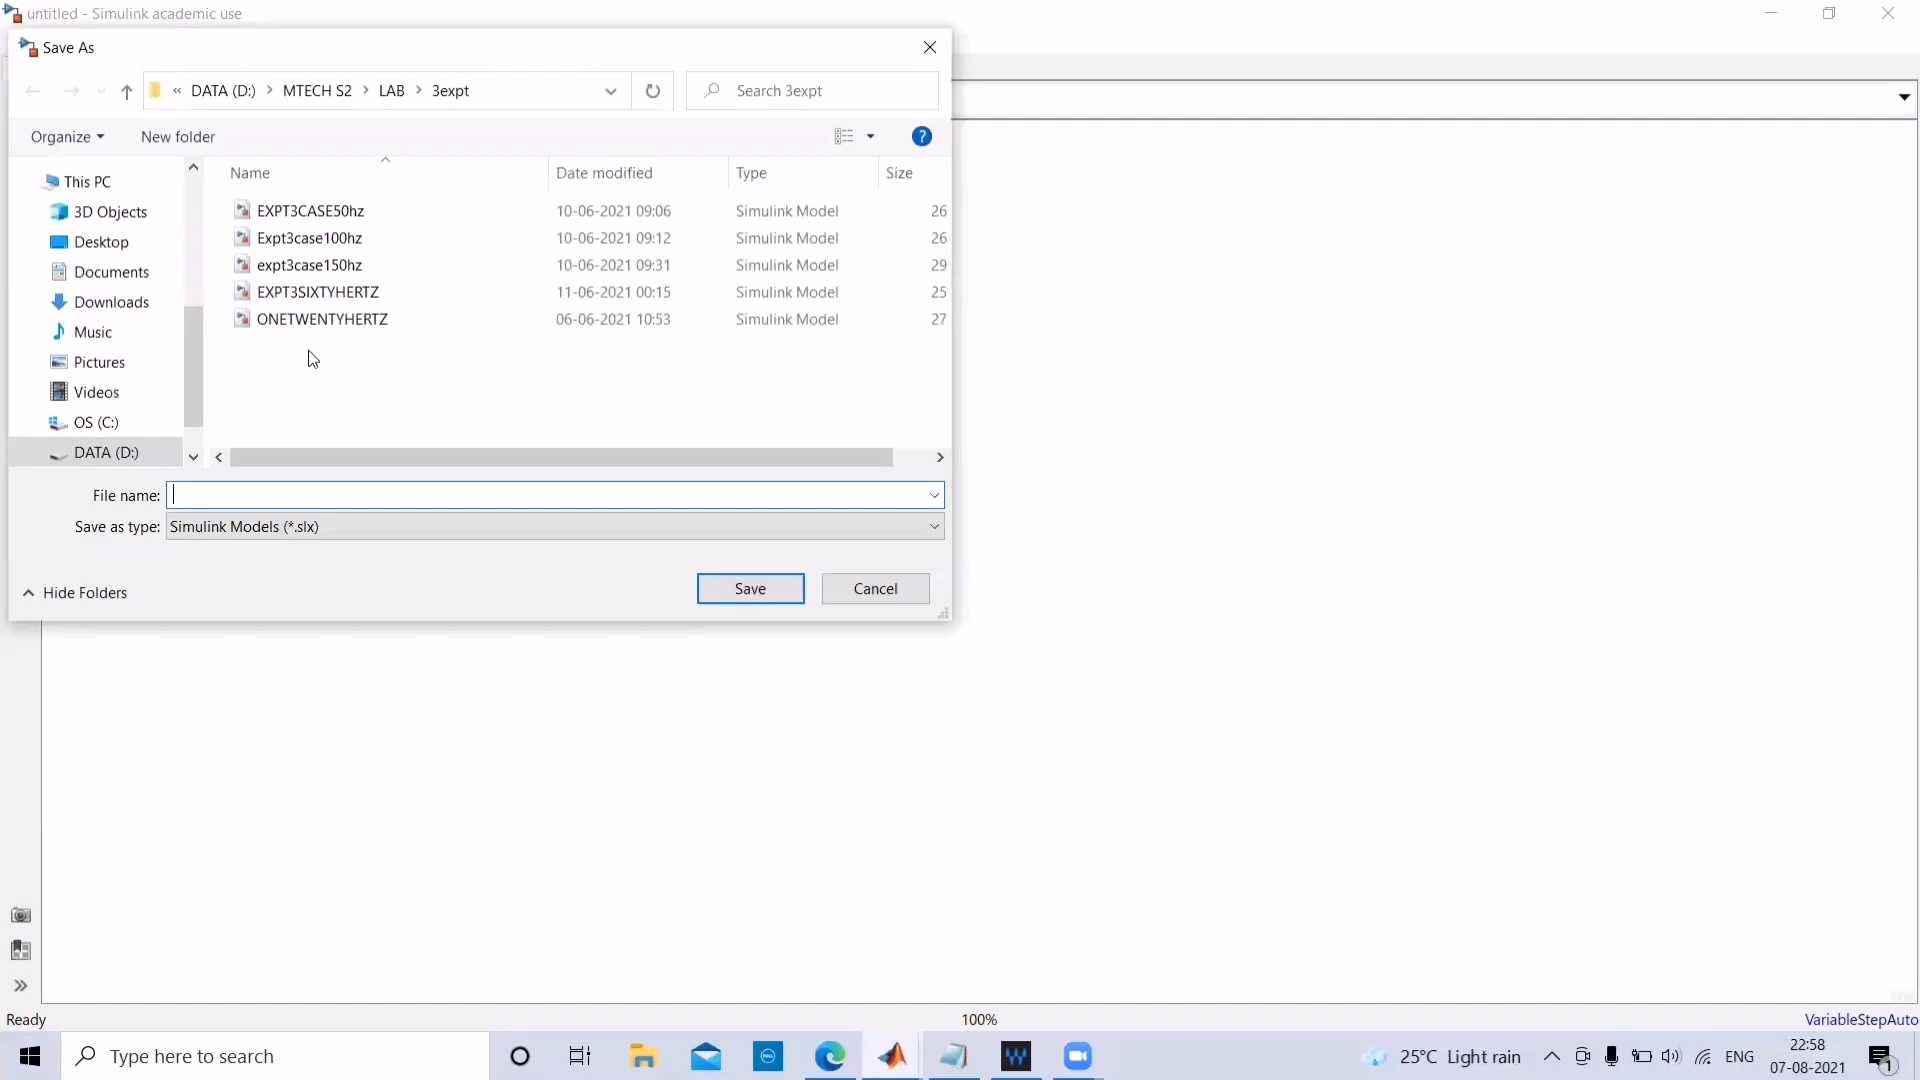 untitled - Simulink academic use
Save As
« DATA (D:) > MTECH S2 > LAB > 3expt
Search 3expt
Organize
New folder
Name Date modified Type Size
This PC
3D Objects
Desktop
Documents
Downloads
Music
Pictures
Videos
OS (C:)
DATA (D:)
EXPT3CASE50hz 10-06-2021 09:06 Simulink Model 26
Expt3case100hz 10-06-2021 09:12 Simulink Model 26
expt3case150hz 10-06-2021 09:31 Simulink Model 29
EXPT3SIXTYHERTZ 11-06-2021 00:15 Simulink Model 25
ONETWENTYHERTZ 06-06-2021 10:53 Simulink Model 27
File name:
Save as type: Simulink Models (*.slx)
Hide Folders
Save
Cancel
Ready
100%
VariableStepAuto
Type here to search
25°C Light rain
ENG
22:58
07-08-2021
1